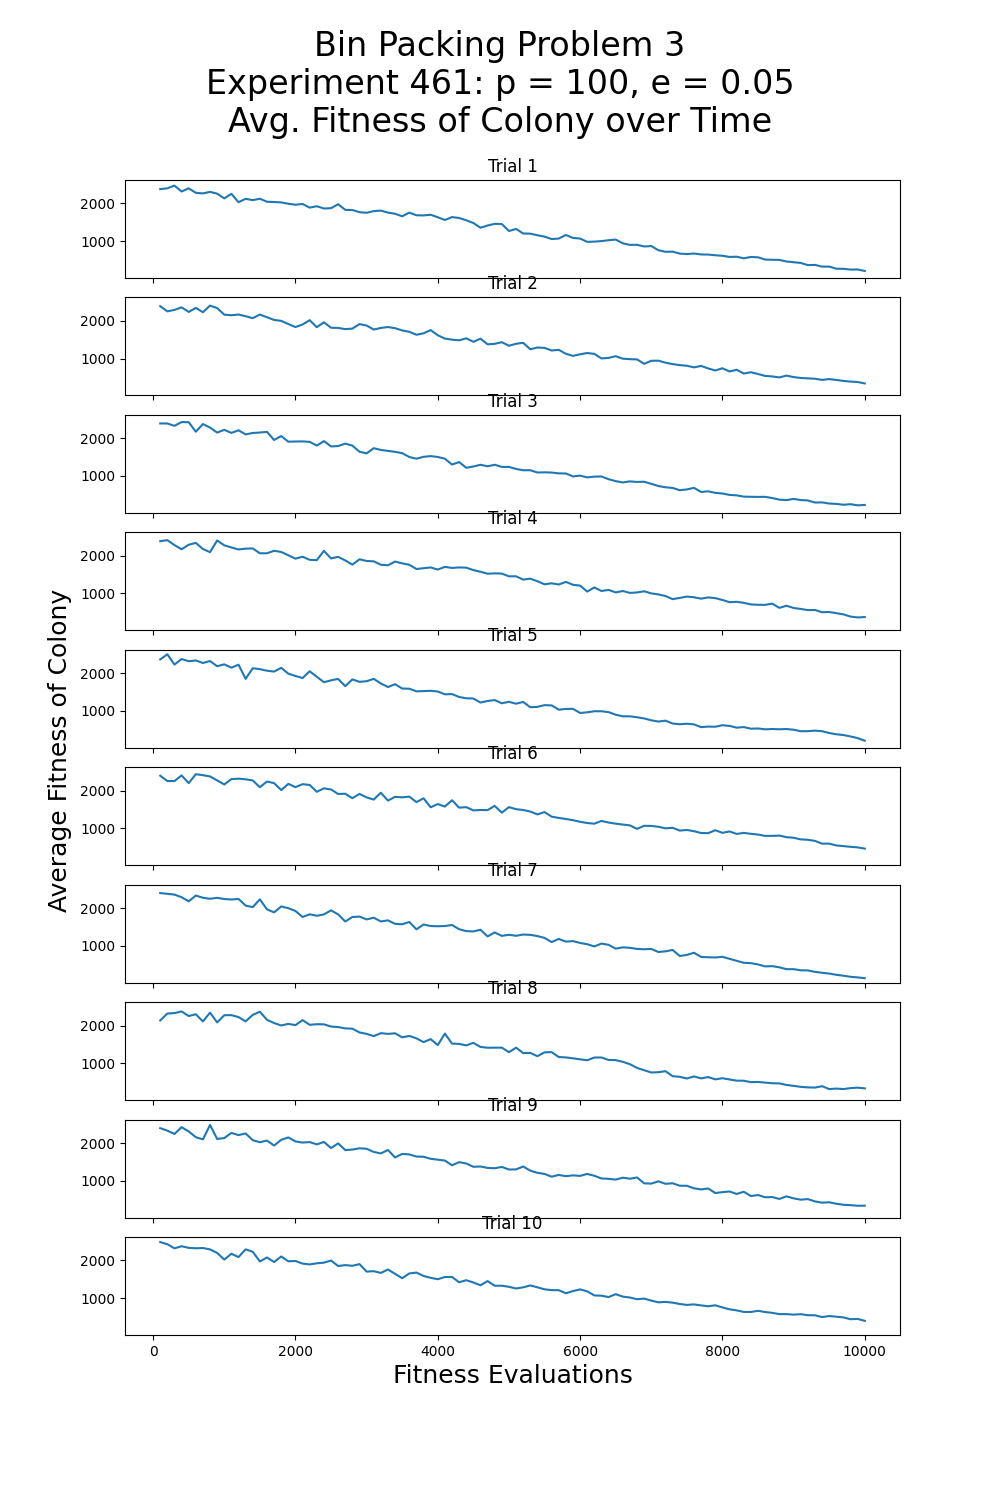 Bin Packing Problem 3
Experiment 461: p = 100, e = 0.05
Avg. Fitness of Colony over Time
Trial 1
2000
1000
Trial 2
2000
1000
Trial 3
2000
1000
Trial 4
2000
1000
Trial 5
2000
1000
Trial 6
2000
1000
Trial 7
2000
1000
Trial 8
2000
1000
Trial 9
2000
1000
Trial 10
2000
1000
0 2000 4000 6000 8000 10000
Fitness Evaluations
Average Fitness of Colony